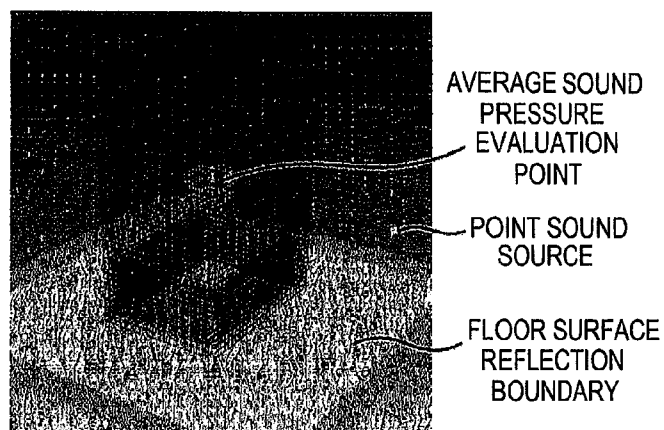 AVERAGE SOUND
PRESSURE
EVALUATION
POINT
POINT SOUND
SOURCE
FLOOR SURFACE
REFLECTION
BOUNDARY